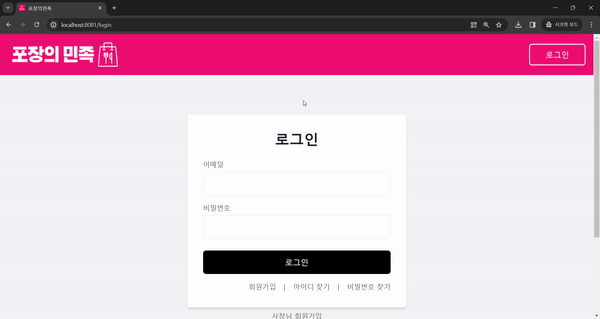 포장의민족
localhost:8081/login
시크릿 모드
포장의 민족
로그인
로그인
이메일
비밀번호
로그인
회원가입 | 아이디 찾기 | 비밀번호 찾기
사장님 회원가입